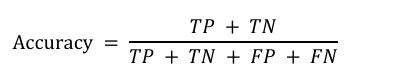 Accuracy = (TP + TN) / (TP + TN + FP + FN)